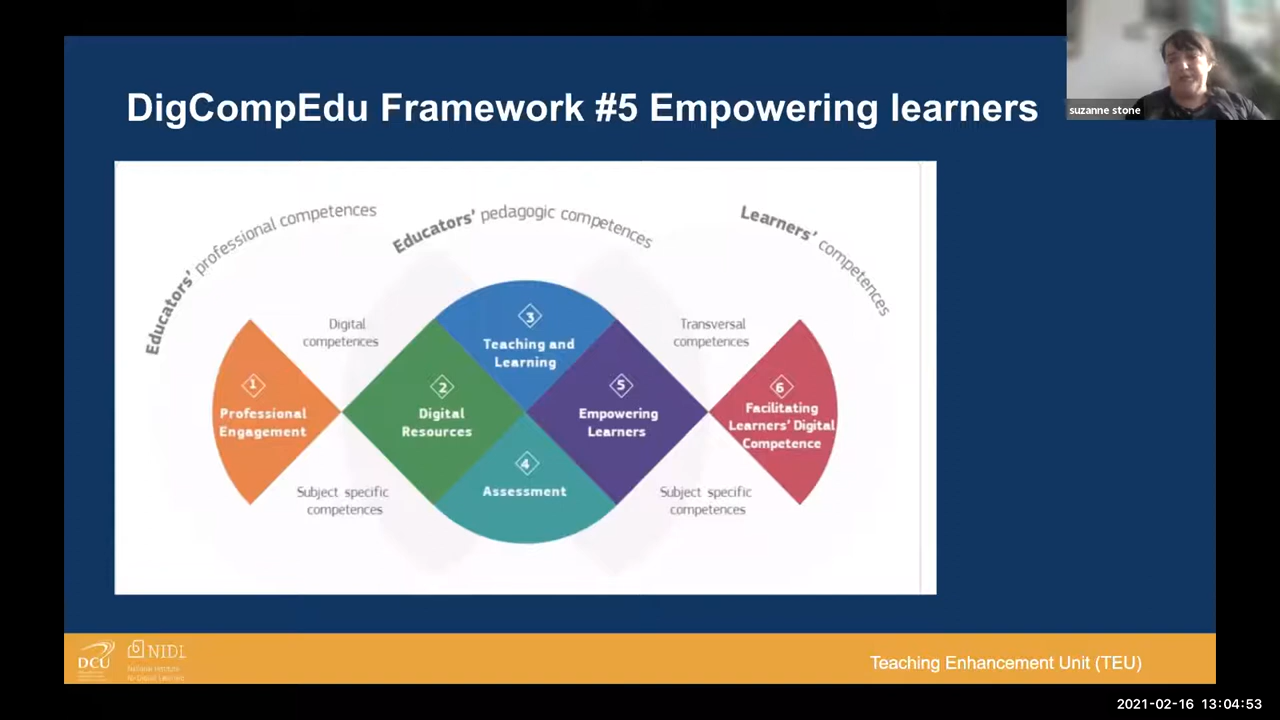 DigCompEdu Framework #5 Empowering learners
suzanne stone
Educators' professional competences
Educators' pedagogic competences
Learners' competences
Digital
competences
Transversal
competences
1
Professional
Engagement
2
Digital
Resources
3
Teaching and
Learning
4
Assessment
5
Empowering
Learners
6
Facilitating
Learners' Digital
Competence
Subject specific
competences
Subject specific
competences
DCU
NIDL
Teaching Enhancement Unit (TEU)
2021-02-16 13:04:53